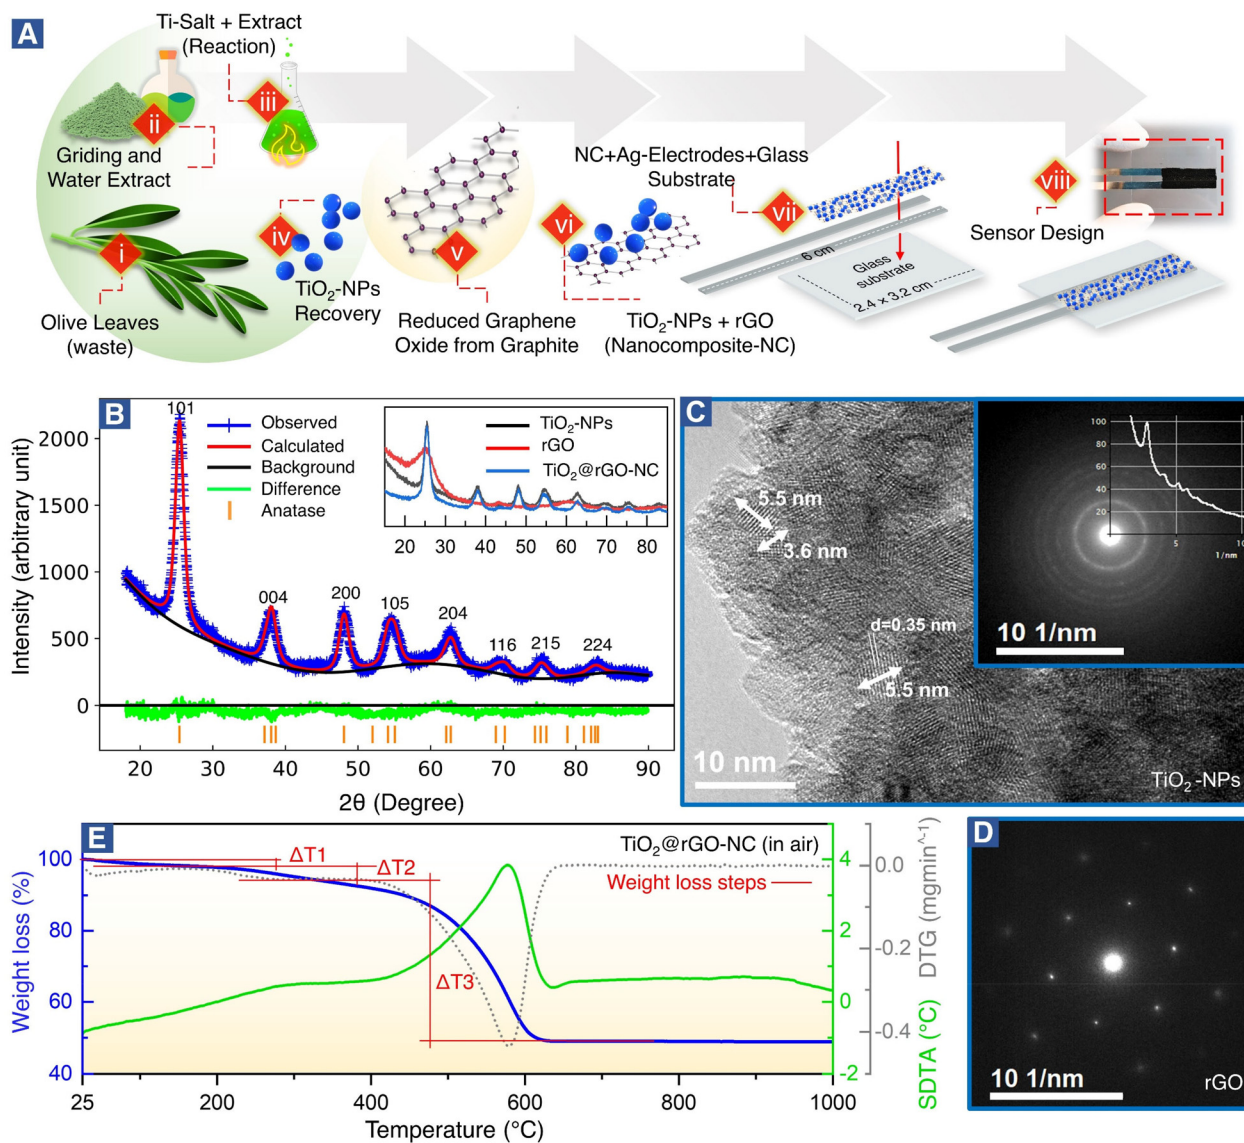 A
Ti-Salt + Extract
(Reaction)
iii
ii
Griding and
Water Extract
i
iv
Olive Leaves
(waste)
TiO₂-NPs
Recovery
v
Reduced Graphene
Oxide from Graphite
vi
TiO₂-NPs + rGO
(Nanocomposite-NC)
NC+Ag-Electrodes+Glass
Substrate
vii
6 cm
Glass
substrate
2.4 x 3.2 cm
viii
Sensor Design
B
Intensity (arbitrary unit)
2000
1500
1000
500
0
101
004
200
105
204
116
215
224
Observed
Calculated
Background
Difference
Anatase
TiO₂-NPs
rGO
TiO₂@rGO-NC
15 25 35 40 50 60 70 80
20 30 40 50 60 70 80 90
2θ (Degree)
C
5.5 nm
3.6 nm
d=0.35 nm
5.5 nm
10 nm
TiO₂-NPs
100
80
60
40
20
0
5
10
1/nm
10 1/nm
D
10 1/nm
rGO
E
Weight loss (%)
100
80
60
40
ΔT1
ΔT2
ΔT3
TiO₂@rGO-NC (in air)
Weight loss steps
4
2
0
-2
SDTA (°C)
0.0
-0.2
-0.4
DTG (mgmin^-1)
25 200 400 600 800 1000
Temperature (°C)